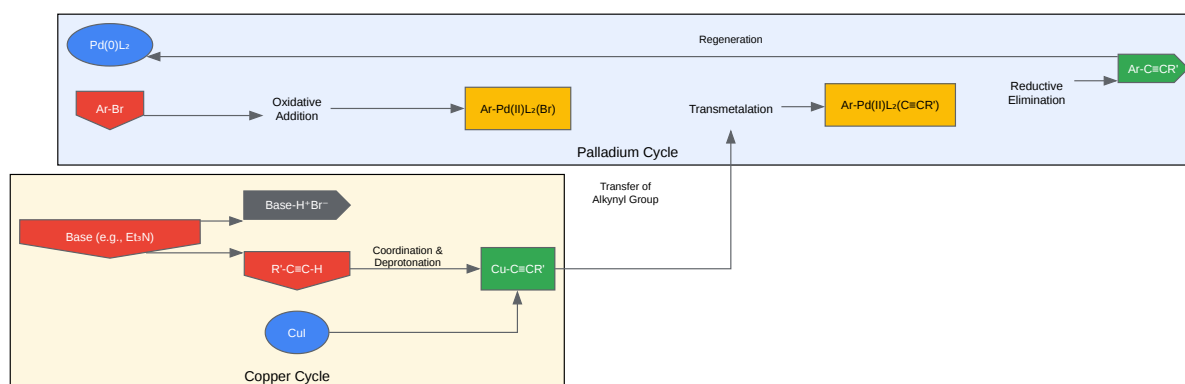 Pd(0)L₂
Regeneration
Ar-C≡CR'
Reductive
Elimination
Ar-Br
Oxidative
Addition
Ar-Pd(II)L₂(Br)
Transmetalation
Ar-Pd(II)L₂(C≡CR')
Palladium Cycle
Transfer of
Alkynyl Group
Base-H⁺Br⁻
Base (e.g., Et₃N)
R'-C≡C-H
Coordination &
Deprotonation
Cu-C≡CR'
CuI
Copper Cycle